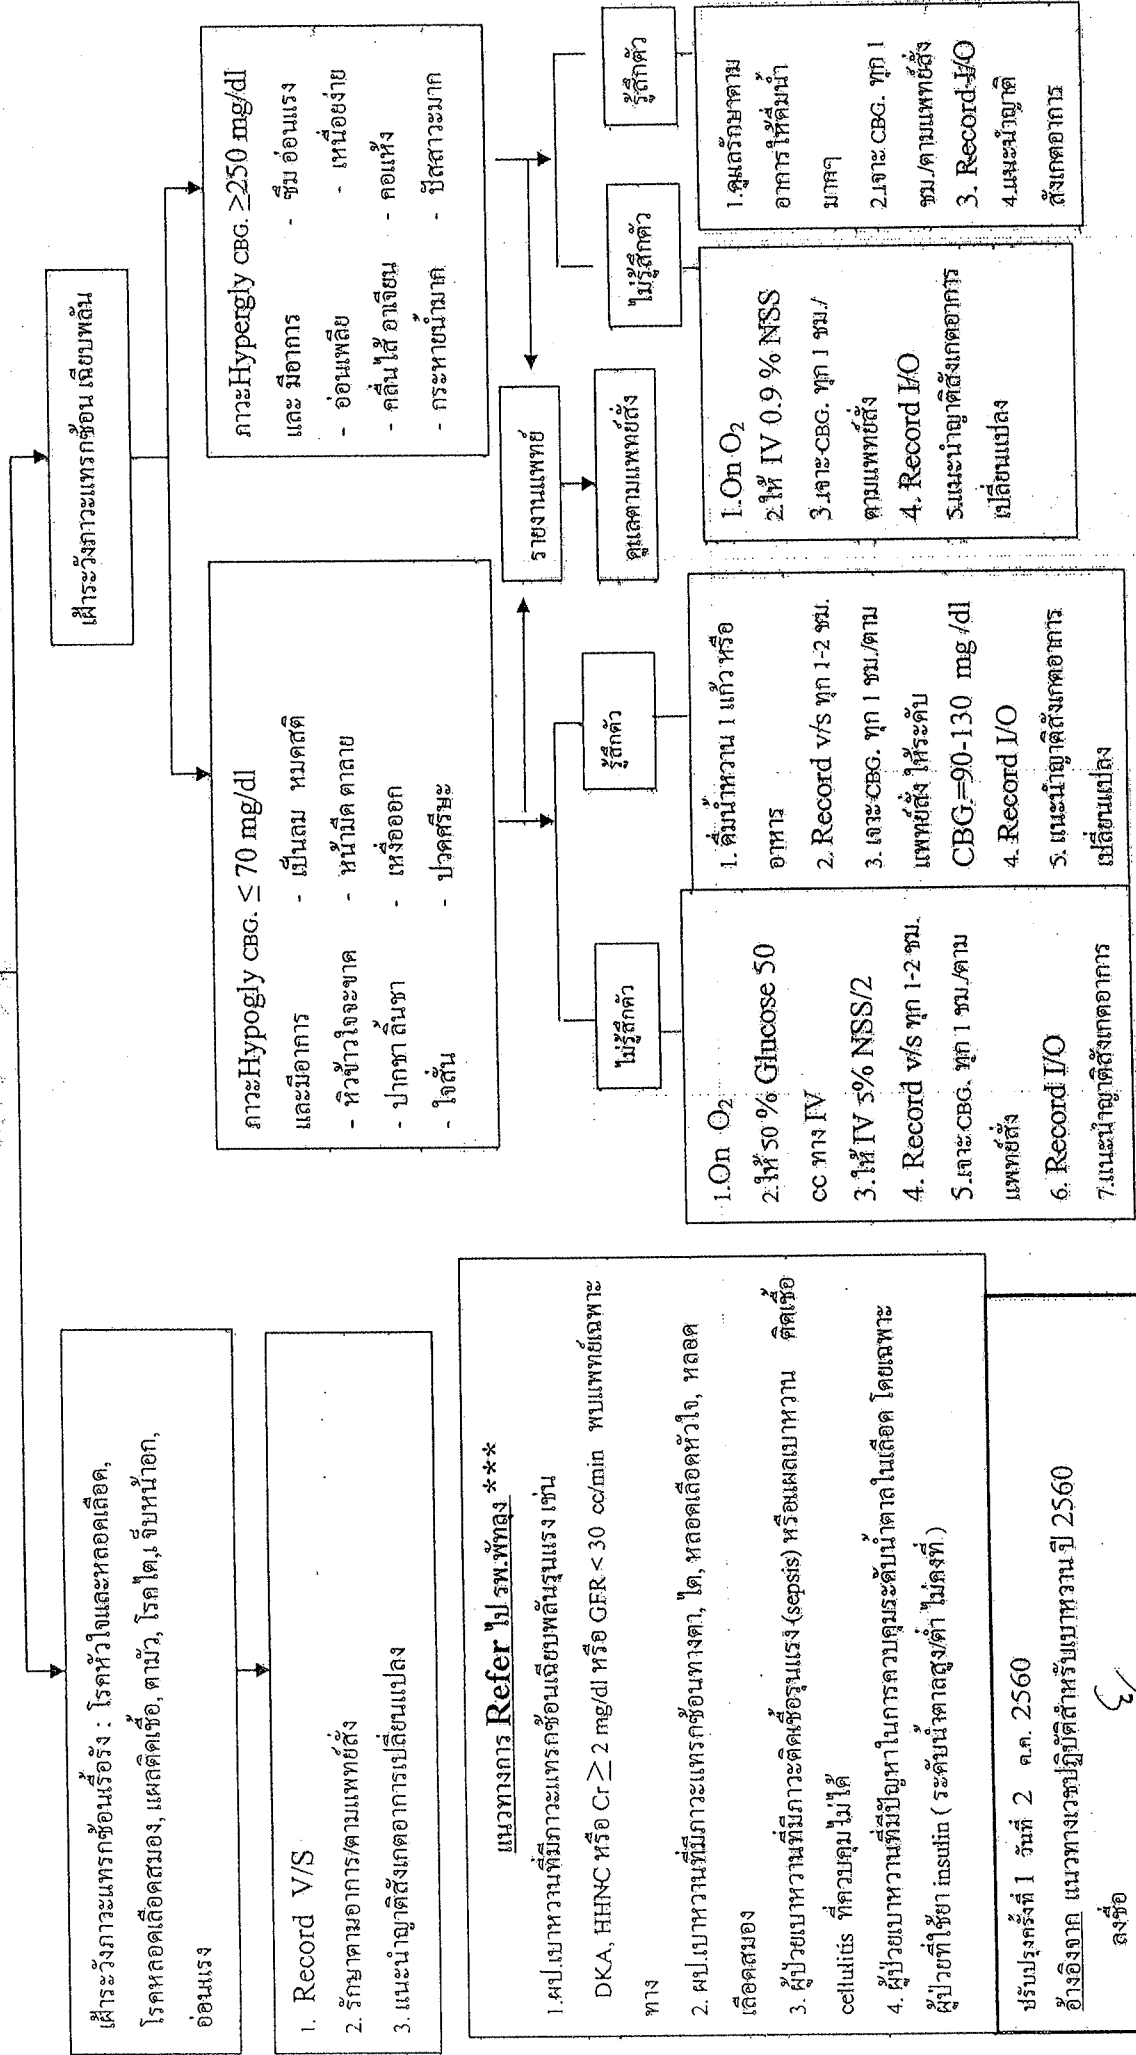 เฝ้าระวังภาวะแทรกซ้อนเรื้อรัง : โรคหัวใจและหลอดเลือด,
โรคหลอดเลือดสมอง, แผลติดเชื้อ, ตามัว, โรคไต, เจ็บหน้าอก,
อ่อนแรง
1. Record V/S
2. รักษาตามอาการ/ตามแพทย์สั่ง
3. แนะนำญาติสังเกตอาการเปลี่ยนแปลง
เฝ้าระวังภาวะแทรกซ้อน เฉียบพลัน
ภาวะHypogly CBG. ≤ 70 mg/dl
และมีอาการ - เป็นลม หมดสติ
- หิวข้าวใจจะขาด - หน้ามืด ตาลาย
- ปากชา ลิ้นชา - เหงื่อออก
- ใจสั่น - ปวดศรีษะ
ภาวะHypergly CBG. ≥250 mg/dl
และ มีอาการ - ซึม อ่อนแรง
- อ่อนเพลีย - เหนื่อยง่าย
- คลื่นไส้ อาเจียน - คอแห้ง
- กระหายน้ำมาก - ปัสสาวะมาก
รายงานแพทย์
ดูแลตามแพทย์สั่ง
ไม่รู้สึกตัว
รู้สึกตัว
ไม่รู้สึกตัว
รู้สึกตัว
1.On O2
2.ให้ 50 % Glucose 50
cc ทาง IV
3.ให้ IV 5% NSS/2
4. Record v/s ทุก 1-2 ชม.
5.เจาะ CBG. ทุก 1 ชม/ตาม
แพทย์สั่ง
6. Record I/O
7.แนะนำญาติสังเกตอาการ
1. ดื่มน้ำหวาน 1 แก้ว หรือ
อาหาร
2. Record v/s ทุก 1-2 ชม.
3. เจาะ CBG. ทุก 1 ชม./ตาม
แพทย์สั่ง ให้ระดับ
CBG.=90-130 mg /dl
4. Record I/O
5. แนะนำญาติสังเกตอาการ
เปลี่ยนแปลง
1.On O2
2.ให้ IV 0.9 % NSS
3.เจาะ CBG. ทุก 1 ชม./
ตามแพทย์สั่ง
4. Record I/O
5.แนะนำญาติสังเกตอาการ
เปลี่ยนแปลง
1.ดูแลรักษาตาม
อาการให้ดื่มน้ำ
มากๆ
2.เจาะ CBG. ทุก 1
ชม./ตามแพทย์สั่ง
3. Record I/O
4.แนะนำญาติ
สังเกตอาการ
แนวทางการ Refer ไป รพ.พัทลุง ***
1.ผป.เบาหวานที่มีภาวะแทรกซ้อนเฉียบพลันรุนแรง เช่น
DKA, HHNC หรือ Cr ≥ 2 mg/dl หรือ GFR < 30 cc/min พบแพทย์เฉพาะ
ทาง
2. ผป.เบาหวานที่มีภาวะแทรกซ้อนทางตา, ไต, หลอดเลือดหัวใจ, หลอด
เลือดสมอง
3. ผู้ป่วยเบาหวานที่มีภาวะติดเชื้อรุนแรง (sepsis) หรือแผลเบาหวาน ติดเชื้อ
cellulitis ที่ควบคุมไม่ได้
4. ผู้ป่วยเบาหวานที่มีปัญหาในการควบคุมระดับน้ำตาลในเลือด โดยเฉพาะ
ผู้ป่วยที่ใช้ยา insulin ( ระดับน้ำตาลสูง/ต่ำ ไม่คงที่ )
ปรับปรุงครั้งที่ 1 วันที่ 2 ต.ค. 2560
อ้างอิงจาก แนวทางเวชปฏิบัติสำหรับเบาหวาน ปี 2560
ลงชื่อ